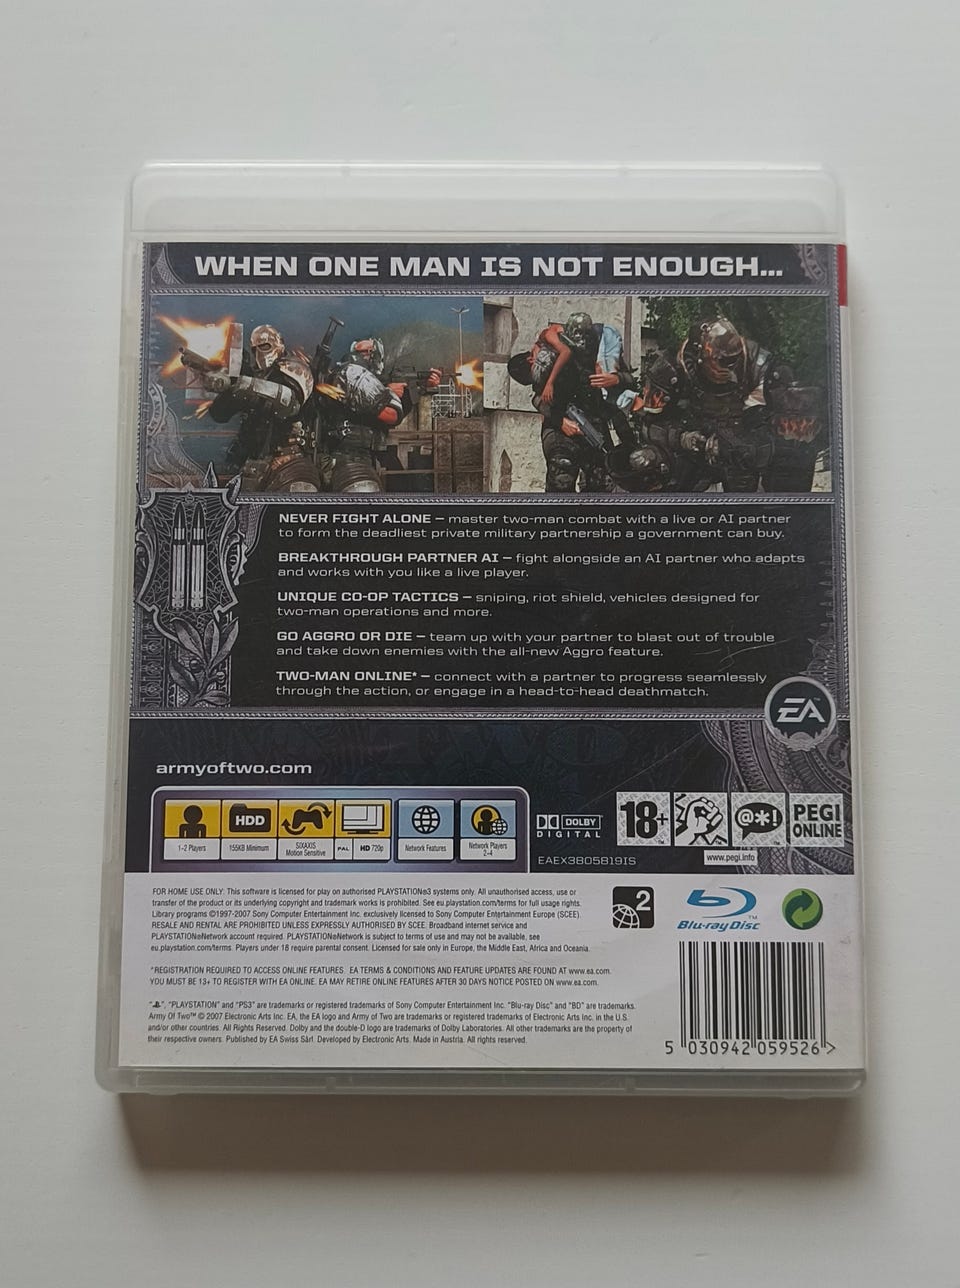 WHEN ONE MAN IS NOT ENOUGH...
NEVER FIGHT ALONE – master two-man combat with a live or AI partner
to form the deadliest private military partnership a government can buy.
BREAKTHROUGH PARTNER AI – fight alongside an AI partner who adapts
and works with you like a live player.
UNIQUE CO-OP TACTICS – sniping, riot shield, vehicles designed for
two-man operations and more.
GO AGGRO OR DIE – team up with your partner to blast out of trouble
and take down enemies with the all-new Aggro feature.
TWO-MAN ONLINE* – connect with a partner to progress seamlessly
through the action, or engage in a head-to-head deathmatch.
EA
armyoftwo.com
HDD
1-2 Players
155KB Minimum
SIXAXIS
Motion Sensitive
PAL HD 720p
Network Features
Network Players
2-4
DOLBY
DIGITAL
EAEX3805819IS
18+
@*!
PEGI
ONLINE
www.pegi.info
FOR HOME USE ONLY: This software is licensed for play on authorised PLAYSTATION®3 systems only. All unauthorised access, use or
transfer of the product or its underlying copyright and trademark works is prohibited. See eu.playstation.com/terms for full usage rights.
Library programs ©1997-2007 Sony Computer Entertainment Inc. exclusively licensed to Sony Computer Entertainment Europe (SCEE).
RESALE AND RENTAL ARE PROHIBITED UNLESS EXPRESSLY AUTHORISED BY SCEE. Broadband internet service and
PLAYSTATION®Network account required. PLAYSTATION®Network is subject to terms of use and may not be available, see
eu.playstation.com/terms. Players under 18 require parental consent. Licensed for sale only in Europe, the Middle East, Africa and Oceania.
*REGISTRATION REQUIRED TO ACCESS ONLINE FEATURES. EA TERMS & CONDITIONS AND FEATURE UPDATES ARE FOUND AT www.ea.com.
YOU MUST BE 13+ TO REGISTER WITH EA ONLINE. EA MAY RETIRE ONLINE FEATURES AFTER 30 DAYS NOTICE POSTED ON www.ea.com.
" ", "PLAYSTATION" and "PS3" are trademarks or registered trademarks of Sony Computer Entertainment Inc. "Blu-ray Disc" and "BD" are trademarks.
Army Of Two™ © 2007 Electronic Arts Inc. EA, the EA logo and Army of Two are trademarks or registered trademarks of Electronic Arts Inc. in the U.S.
and/or other countries. All Rights Reserved. Dolby and the double-D logo are trademarks of Dolby Laboratories. All other trademarks are the property of
their respective owners. Published by EA Swiss Sàrl. Developed by Electronic Arts. Made in Austria. All rights reserved.
2
Blu-ray Disc™
5 030942 059526 >